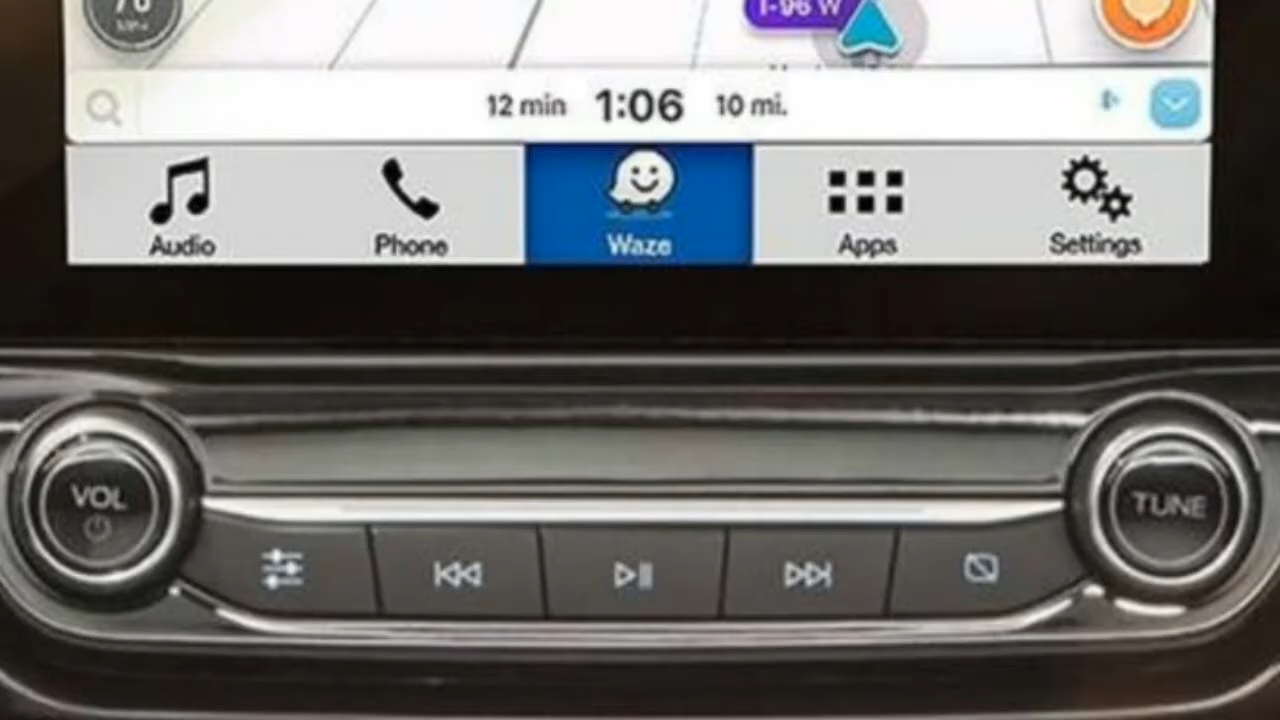 I-96 W
12 min 1:06 10 mi.
Audio Phone Waze Apps Settings
VOL
TUNE